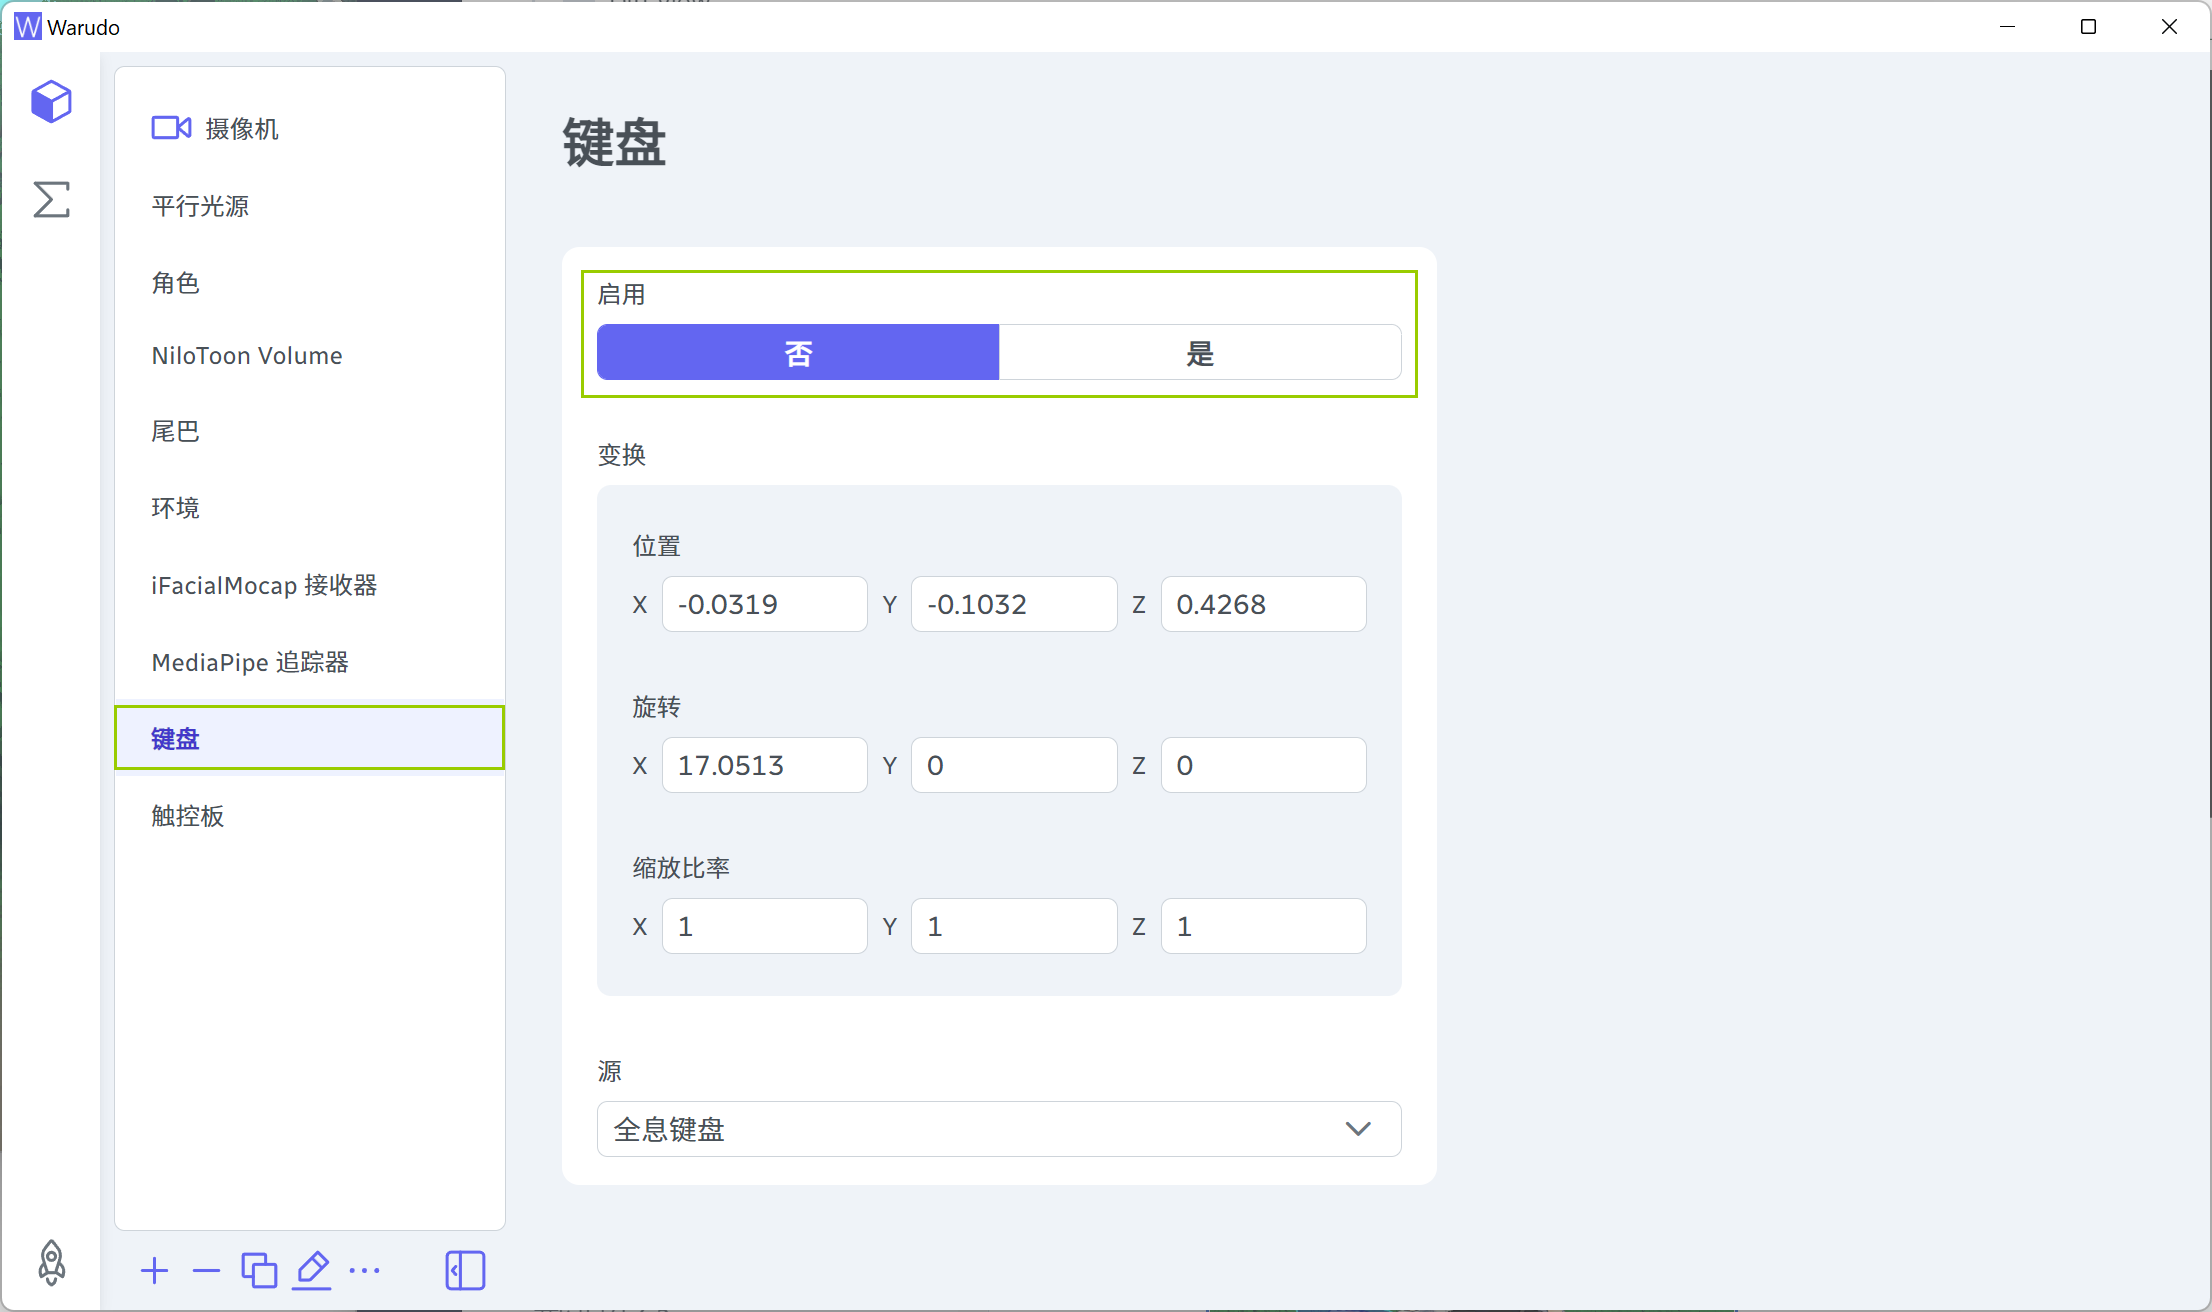 Warudo
摄像机
平行光源
角色
NiloToon Volume
尾巴
环境
iFacialMocap 接收器
MediaPipe 追踪器
键盘
触控板
键盘
启用
否 是
变换
位置
X -0.0319 Y -0.1032 Z 0.4268
旋转
X 17.0513 Y 0 Z 0
缩放比率
X 1 Y 1 Z 1
源
全息键盘